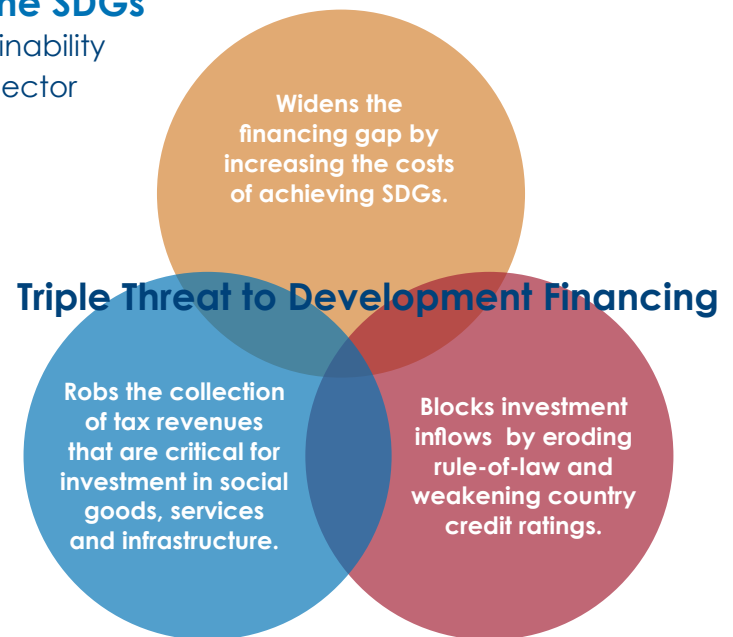 he SDGs
inability
ector
Widens the
financing gap by
increasing the costs
of achieving SDGs.
Triple Threat to Development Financing
Robs the collection
of tax revenues
that are critical for
investment in social
goods, services
and infrastructure.
Blocks investment
inflows by eroding
rule-of-law and
weakening country
credit ratings.